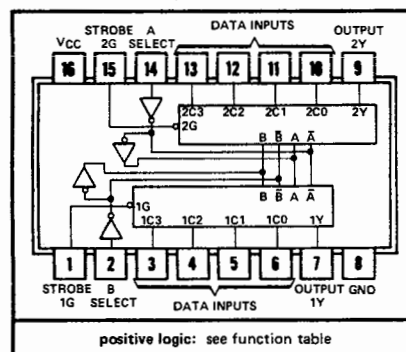 STROBE A DATA INPUTS OUTPUT
VCC 2G SELECT 2Y
16 15 14 13 12 11 10 9
2C3 2C2 2C1 2C0 2Y
2G
B B̅ A A̅
B B̅ A A̅
1G
1C3 1C2 1C1 1C0 1Y
1 2 3 4 5 6 7 8
STROBE B DATA INPUTS OUTPUT GND
1G SELECT 1Y
positive logic: see function table